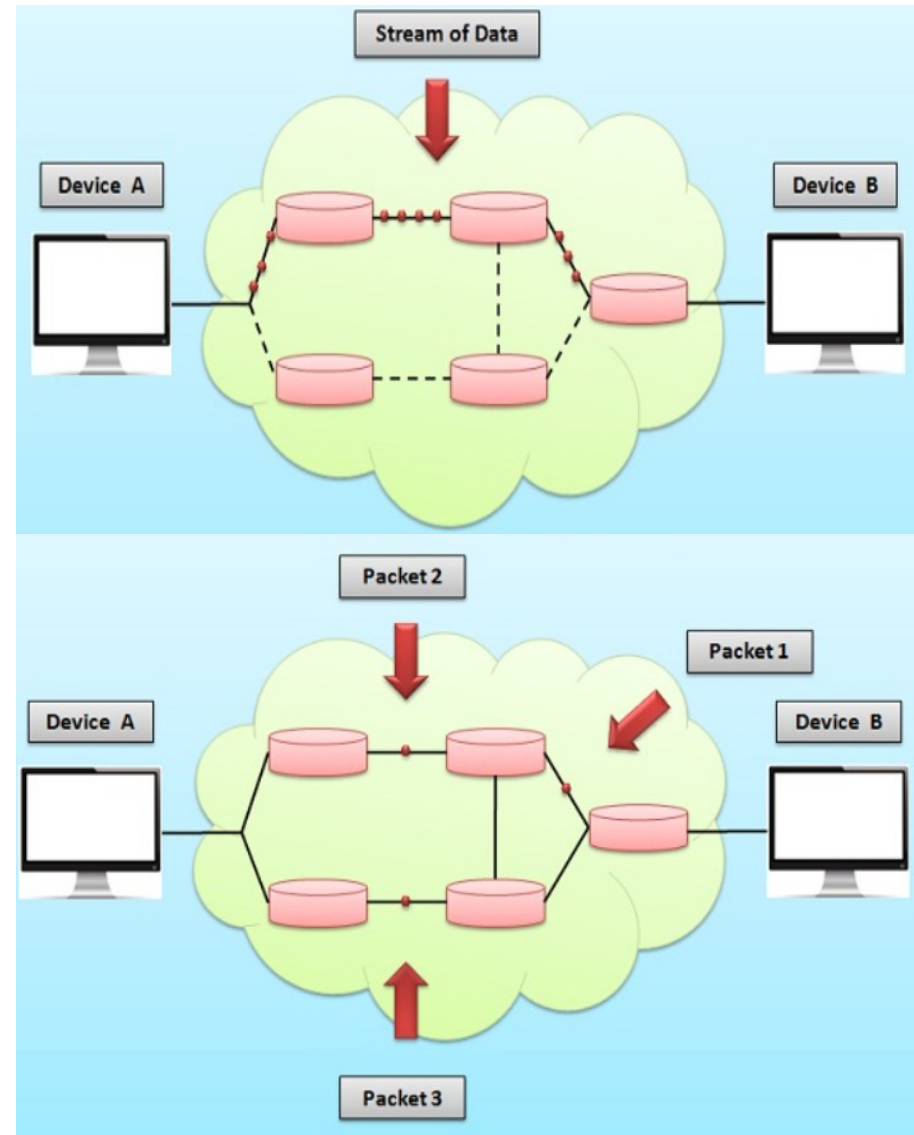 Stream of Data
Device A
Device B
Packet 2
Packet 1
Device A
Device B
Packet 3